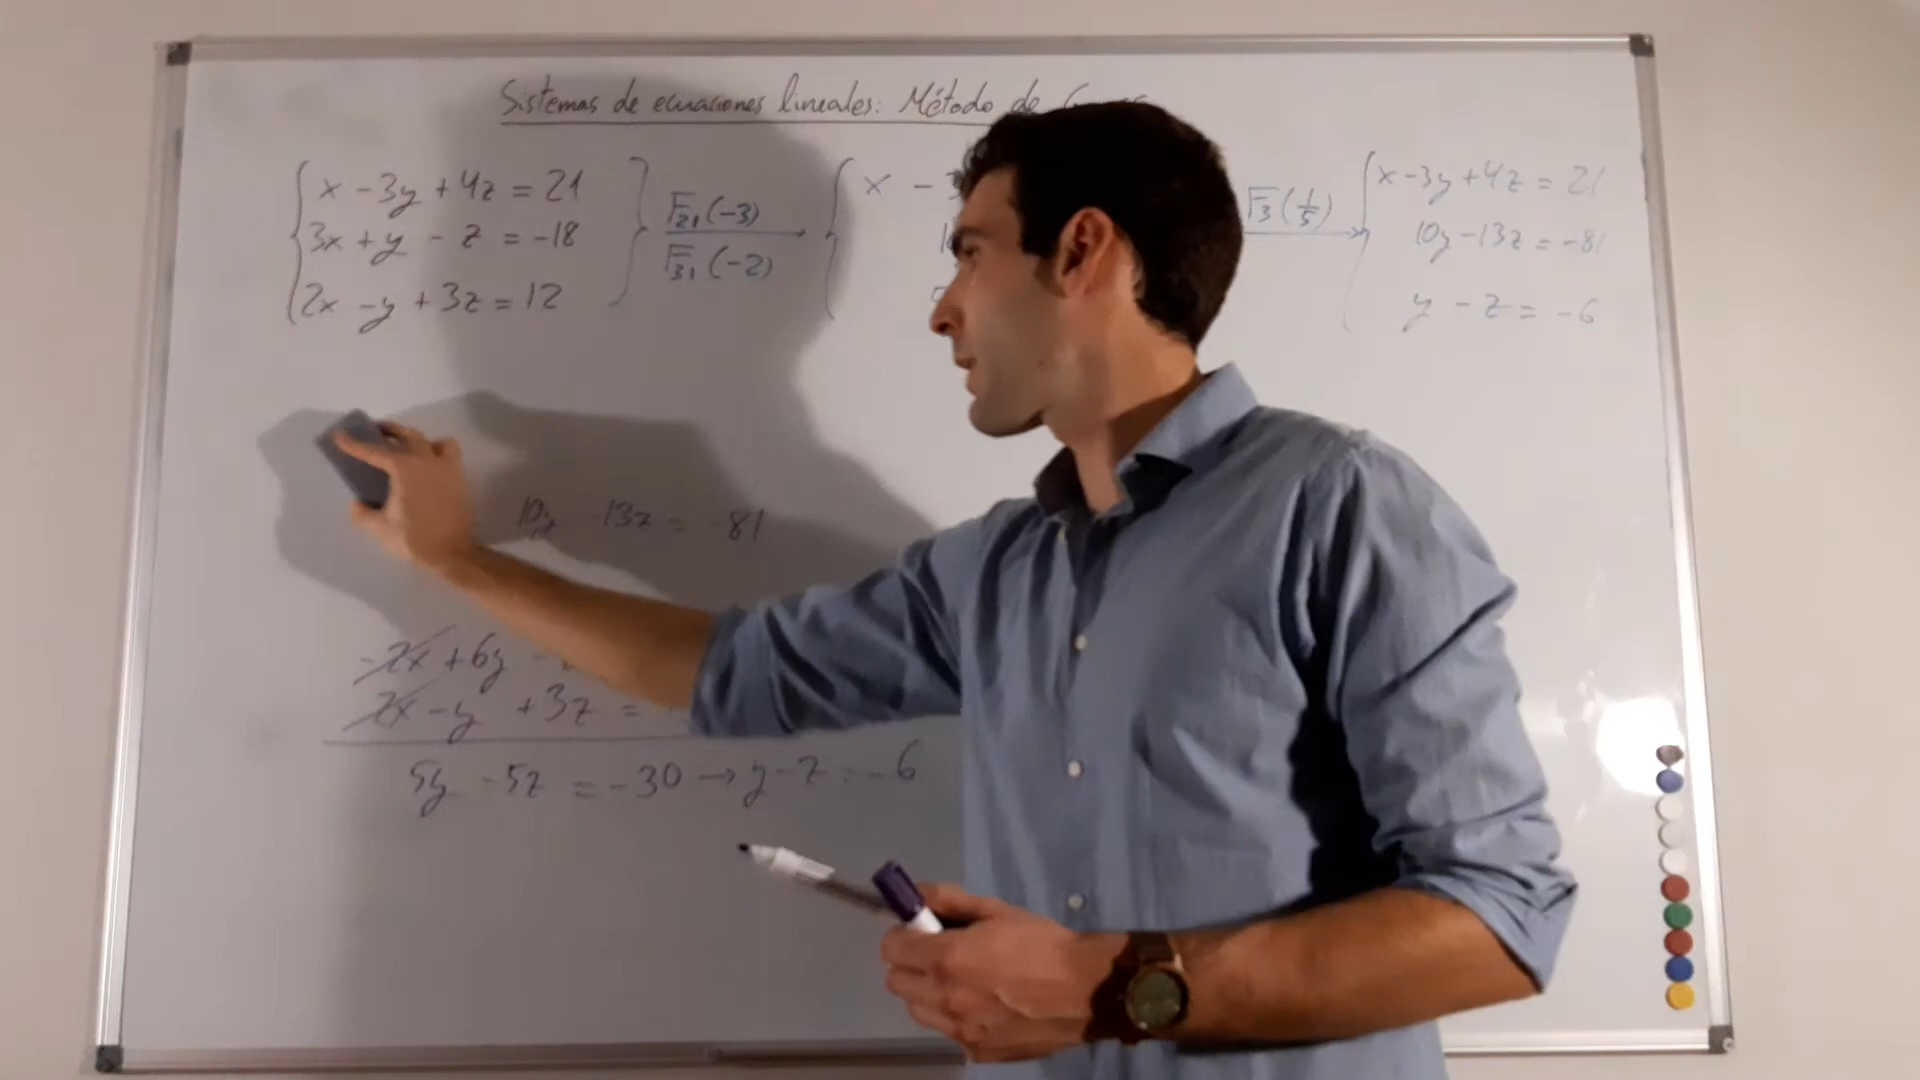 Sistemas de ecuaciones lineales: Método de
x - 3y + 4z = 21
3x + y - z = -18
2x - y + 3z = 12
F21 (-3)
F31 (-2)
x -
F3 (1/5)
x - 3y + 4z = 21
10y - 13z = -81
y - z = -6
10y 13z = -81
-2x + 6y -
2x - y + 3z =
5y - 5z = -30 → y - z = -6